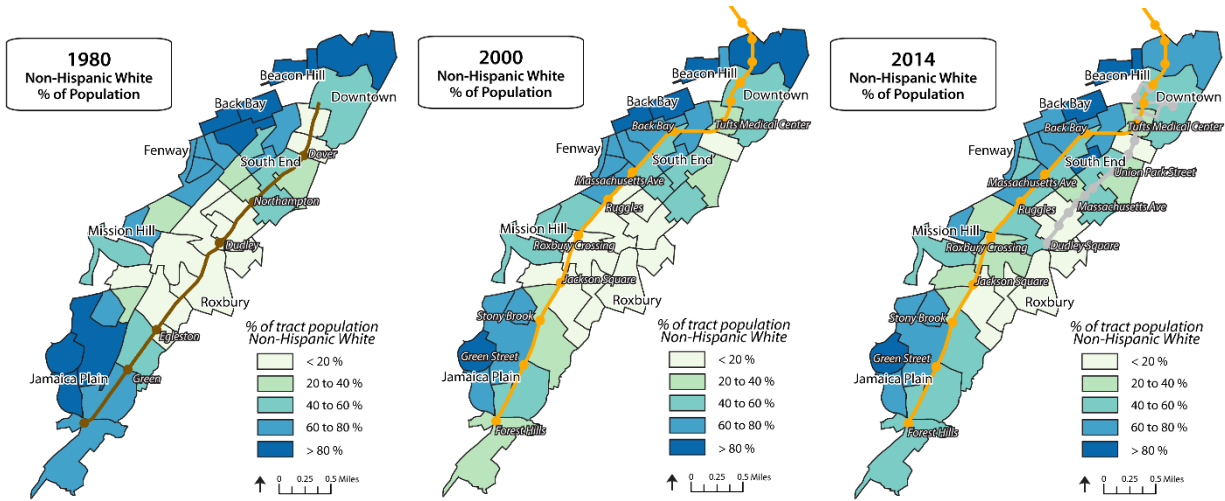 1980
Non-Hispanic White
% of Population
Beacon Hill
Downtown
Back Bay
Dover
Fenway
South End
Northampton
Mission Hill
Dudley
Roxbury
Egleston
Green
Jamaica Plain
% of tract population
Non-Hispanic White
< 20 %
20 to 40 %
40 to 60 %
60 to 80 %
> 80 %
0 0.25 0.5 Miles
2000
Non-Hispanic White
% of Population
Beacon Hill
Downtown
Back Bay
Back Bay
Tufts Medical Center
Fenway
South End
Massachusetts Ave
Ruggles
Mission Hill
Roxbury Crossing
Jackson Square
Roxbury
Stony Brook
Green Street
Jamaica Plain
Forest Hills
% of tract population
Non-Hispanic White
< 20 %
20 to 40 %
40 to 60 %
60 to 80 %
> 80 %
0 0.25 0.5 Miles
2014
Non-Hispanic White
% of Population
Beacon Hill
Downtown
Back Bay
Back Bay
Tufts Medical Center
Fenway
South End
Union Park Street
Massachusetts Ave
Massachusetts Ave
Ruggles
Mission Hill
Roxbury Crossing
Dudley Square
Jackson Square
Roxbury
Stony Brook
Green Street
Jamaica Plain
Forest Hills
% of tract population
Non-Hispanic White
< 20 %
20 to 40 %
40 to 60 %
60 to 80 %
> 80 %
0 0.25 0.5 Miles